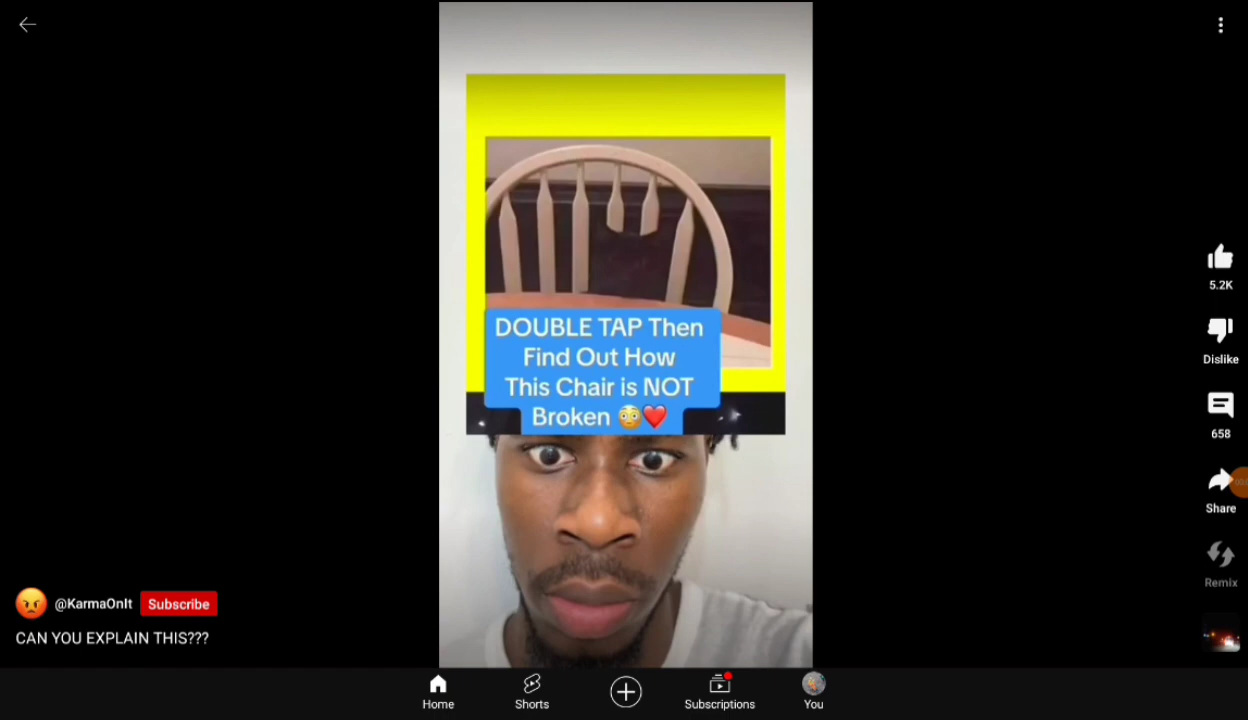 DOUBLE TAP Then
Find Out How
This Chair is NOT
Broken 😳❤️
5.2K
Dislike
658
Share
Remix
@KarmaOnIt
Subscribe
CAN YOU EXPLAIN THIS???
Home
Shorts
Subscriptions
You